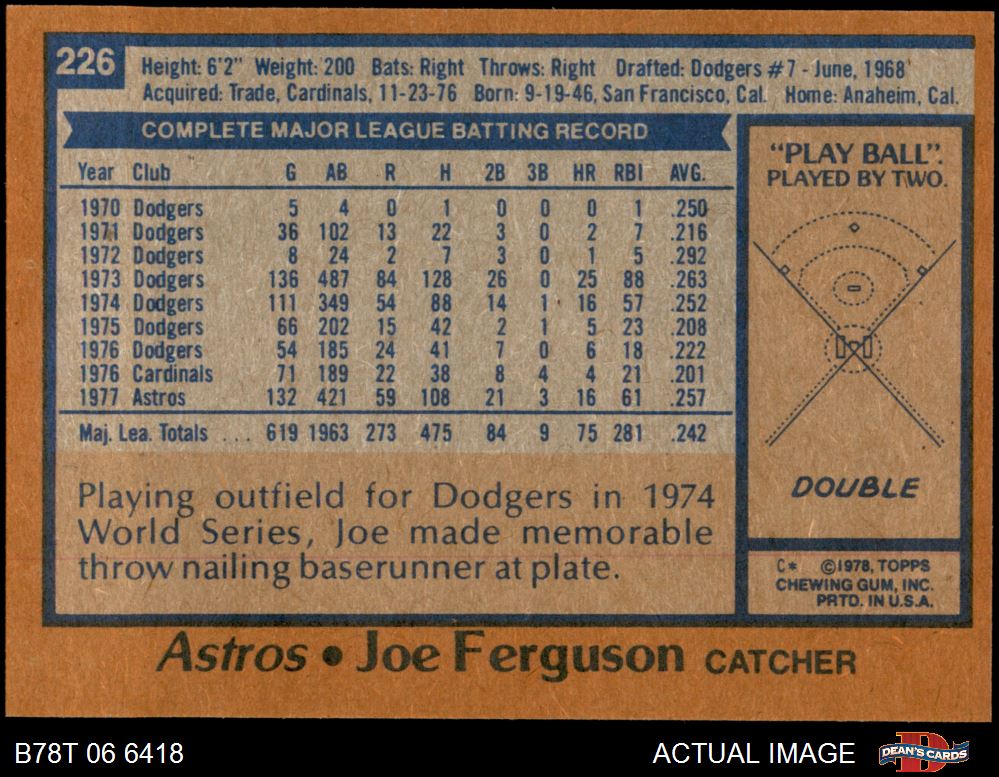 226
Height: 6'2" Weight: 200 Bats: Right Throws: Right Drafted: Dodgers #7 - June, 1968
Acquired: Trade, Cardinals, 11-23-76 Born: 9-19-46, San Francisco, Cal. Home: Anaheim, Cal.
COMPLETE MAJOR LEAGUE BATTING RECORD
Year Club G AB R H 2B 3B HR RBI AVG.
1970 Dodgers 5 4 0 1 0 0 0 1 .250
1971 Dodgers 36 102 13 22 3 0 2 7 .216
1972 Dodgers 8 24 2 7 3 0 1 5 .292
1973 Dodgers 136 487 84 128 26 0 25 88 .263
1974 Dodgers 111 349 54 88 14 1 16 57 .252
1975 Dodgers 66 202 15 42 2 1 5 23 .208
1976 Dodgers 54 185 24 41 7 0 6 18 .222
1976 Cardinals 71 189 22 38 8 4 4 21 .201
1977 Astros 132 421 59 108 21 3 16 61 .257
Maj. Lea. Totals ... 619 1963 273 475 84 9 75 281 .242
Playing outfield for Dodgers in 1974
World Series, Joe made memorable
throw nailing baserunner at plate.
"PLAY BALL".
PLAYED BY TWO.
DOUBLE
C* ©1978, TOPPS
CHEWING GUM, INC.
PRTD. IN U.S.A.
Astros • Joe Ferguson CATCHER
B78T 06 6418
ACTUAL IMAGE
DEAN'S CARDS